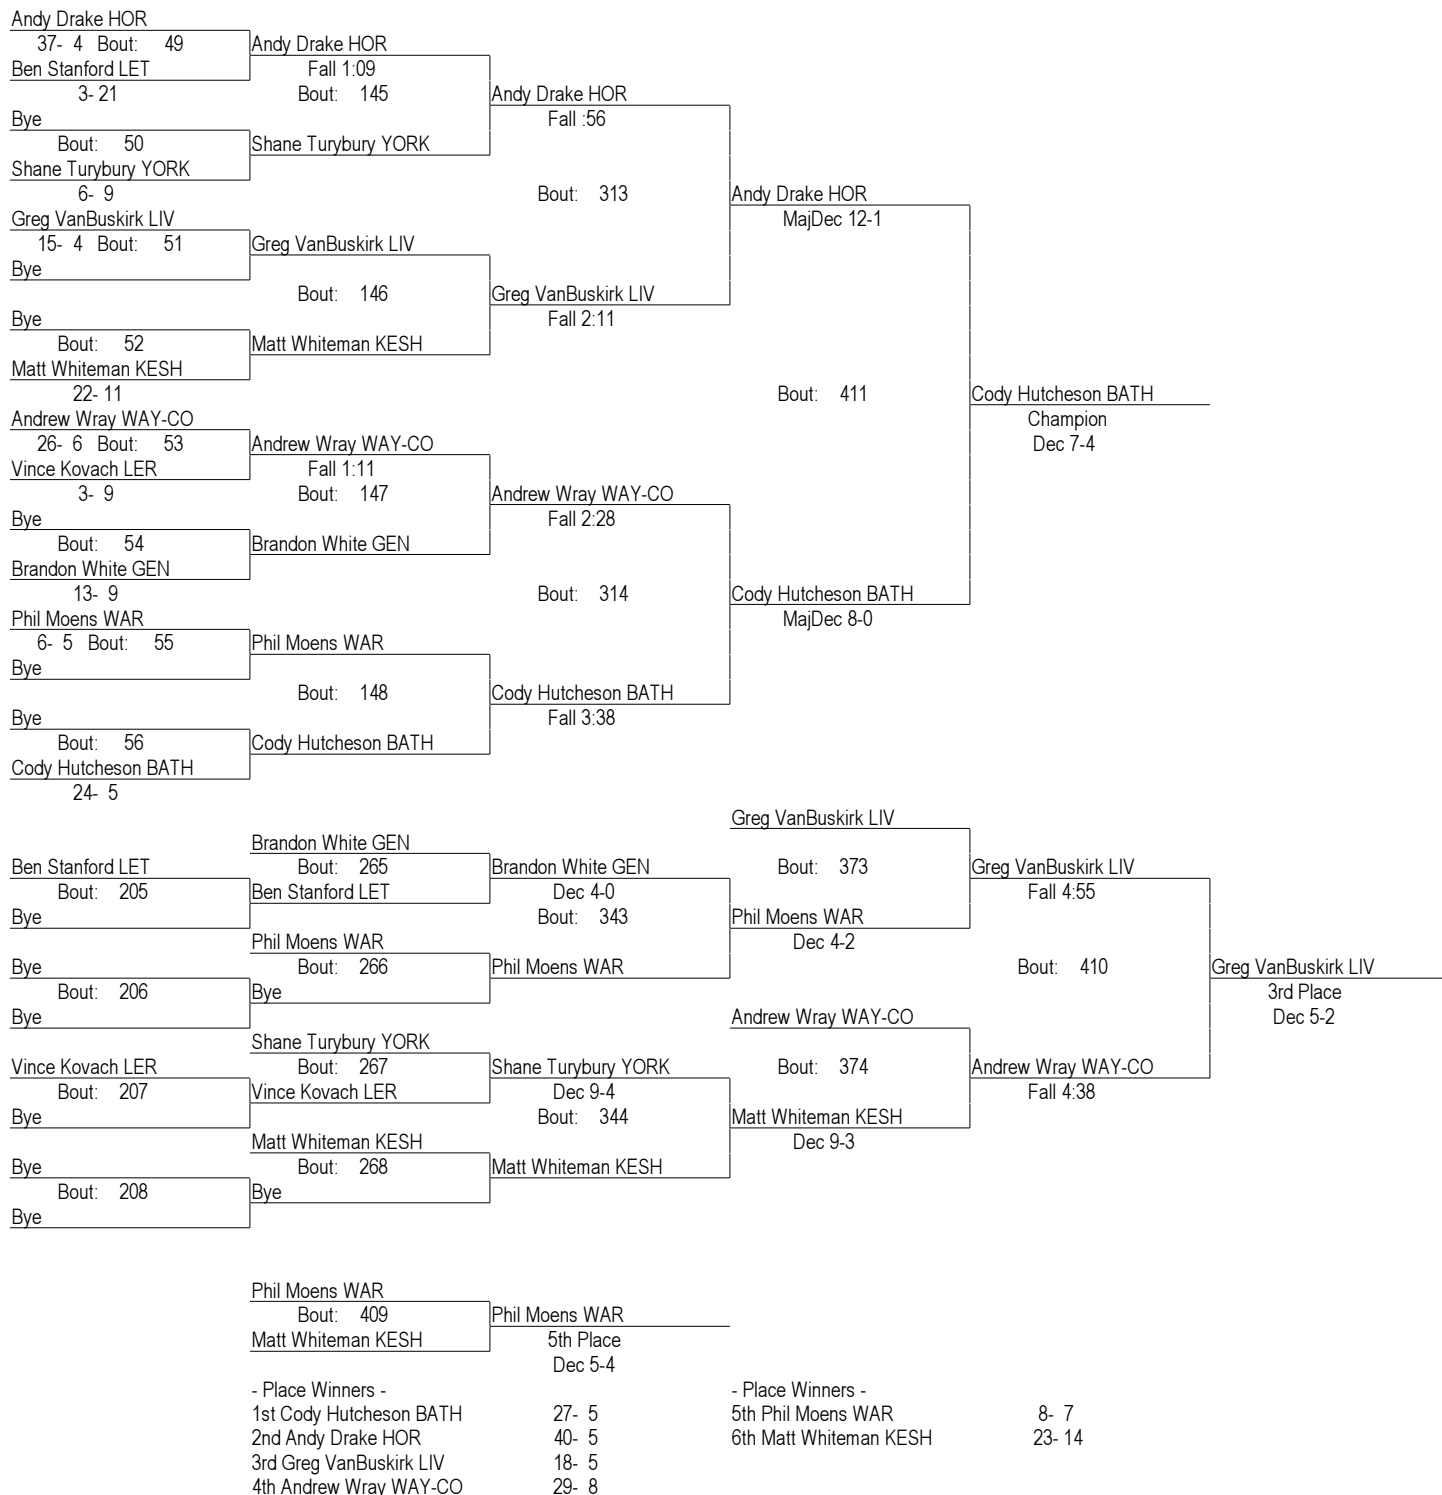 Andy Drake HOR
37- 4 Bout: 49 Andy Drake HOR
Ben Stanford LET Fall 1:09
3- 21 Bout: 145 Andy Drake HOR
Bye Fall :56
Bout: 50 Shane Turybury YORK
Shane Turybury YORK
6- 9 Bout: 313 Andy Drake HOR
Greg VanBuskirk LIV MajDec 12-1
15- 4 Bout: 51 Greg VanBuskirk LIV
Bye
Bout: 146 Greg VanBuskirk LIV
Bye Fall 2:11
Bout: 52 Matt Whiteman KESH
Matt Whiteman KESH
22- 11 Bout: 411 Cody Hutcheson BATH
Andrew Wray WAY-CO Champion
26- 6 Bout: 53 Andrew Wray WAY-CO Dec 7-4
Vince Kovach LER Fall 1:11
3- 9 Bout: 147 Andrew Wray WAY-CO
Bye Fall 2:28
Bout: 54 Brandon White GEN
Brandon White GEN
13- 9 Bout: 314 Cody Hutcheson BATH
Phil Moens WAR MajDec 8-0
6- 5 Bout: 55 Phil Moens WAR
Bye
Bout: 148 Cody Hutcheson BATH
Bye Fall 3:38
Bout: 56 Cody Hutcheson BATH
Cody Hutcheson BATH
24- 5
Greg VanBuskirk LIV
Brandon White GEN
Ben Stanford LET Bout: 265 Brandon White GEN Bout: 373 Greg VanBuskirk LIV
Bout: 205 Ben Stanford LET Dec 4-0 Fall 4:55
Bye Bout: 343 Phil Moens WAR
Phil Moens WAR Dec 4-2
Bye Bout: 266 Phil Moens WAR Bout: 410 Greg VanBuskirk LIV
Bout: 206 Bye 3rd Place
Bye Andrew Wray WAY-CO Dec 5-2
Shane Turybury YORK
Vince Kovach LER Bout: 267 Shane Turybury YORK Bout: 374 Andrew Wray WAY-CO
Bout: 207 Vince Kovach LER Dec 9-4 Fall 4:38
Bye Bout: 344 Matt Whiteman KESH
Matt Whiteman KESH Dec 9-3
Bye Bout: 268 Matt Whiteman KESH
Bout: 208 Bye
Bye
Phil Moens WAR
Bout: 409 Phil Moens WAR
Matt Whiteman KESH 5th Place
Dec 5-4
- Place Winners - - Place Winners -
1st Cody Hutcheson BATH 27- 5 5th Phil Moens WAR 8- 7
2nd Andy Drake HOR 40- 5 6th Matt Whiteman KESH 23- 14
3rd Greg VanBuskirk LIV 18- 5
4th Andrew Wray WAY-CO 29- 8